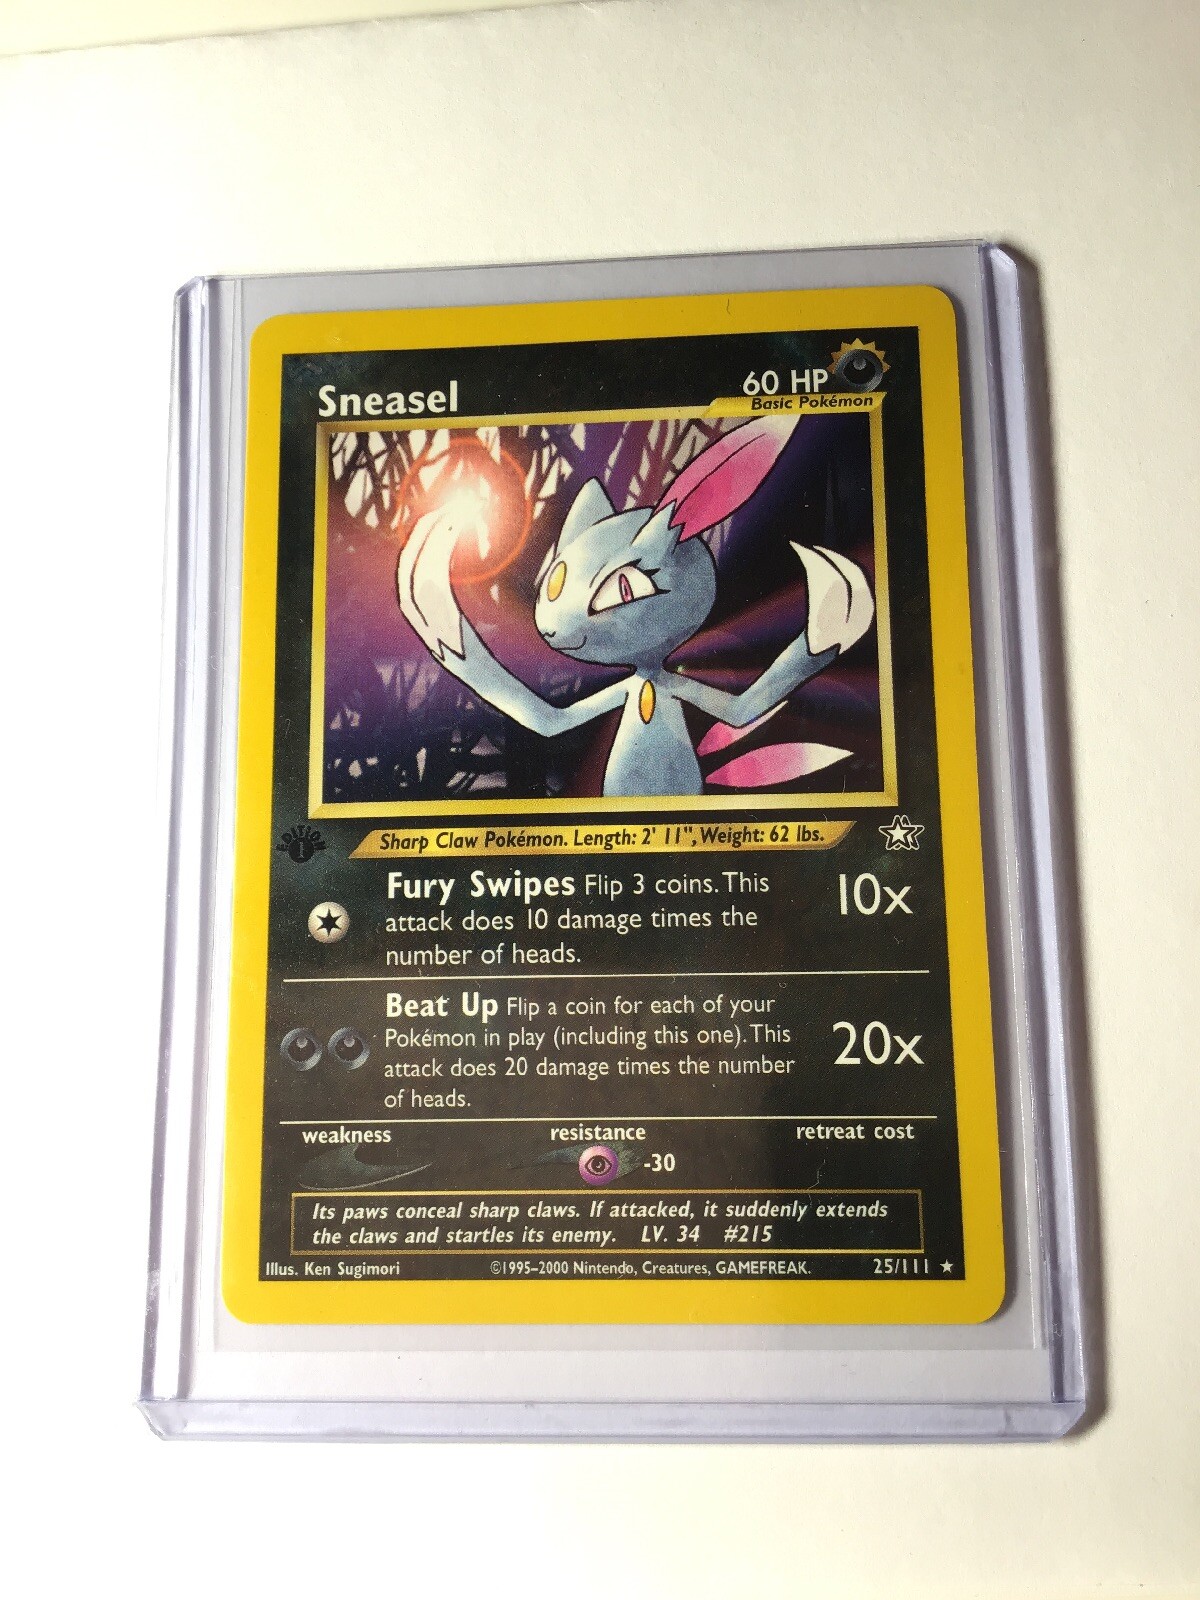 Sneasel
60 HP
Basic Pokémon
EDITION
1
Sharp Claw Pokémon. Length: 2' 11", Weight: 62 lbs.
Fury Swipes Flip 3 coins. This
attack does 10 damage times the
number of heads.
10x
Beat Up Flip a coin for each of your
Pokémon in play (including this one). This
attack does 20 damage times the number
of heads.
20x
weakness
resistance
retreat cost
-30
Its paws conceal sharp claws. If attacked, it suddenly extends
the claws and startles its enemy. LV. 34 #215
Illus. Ken Sugimori
©1995–2000 Nintendo, Creatures, GAMEFREAK.
25/111 ★